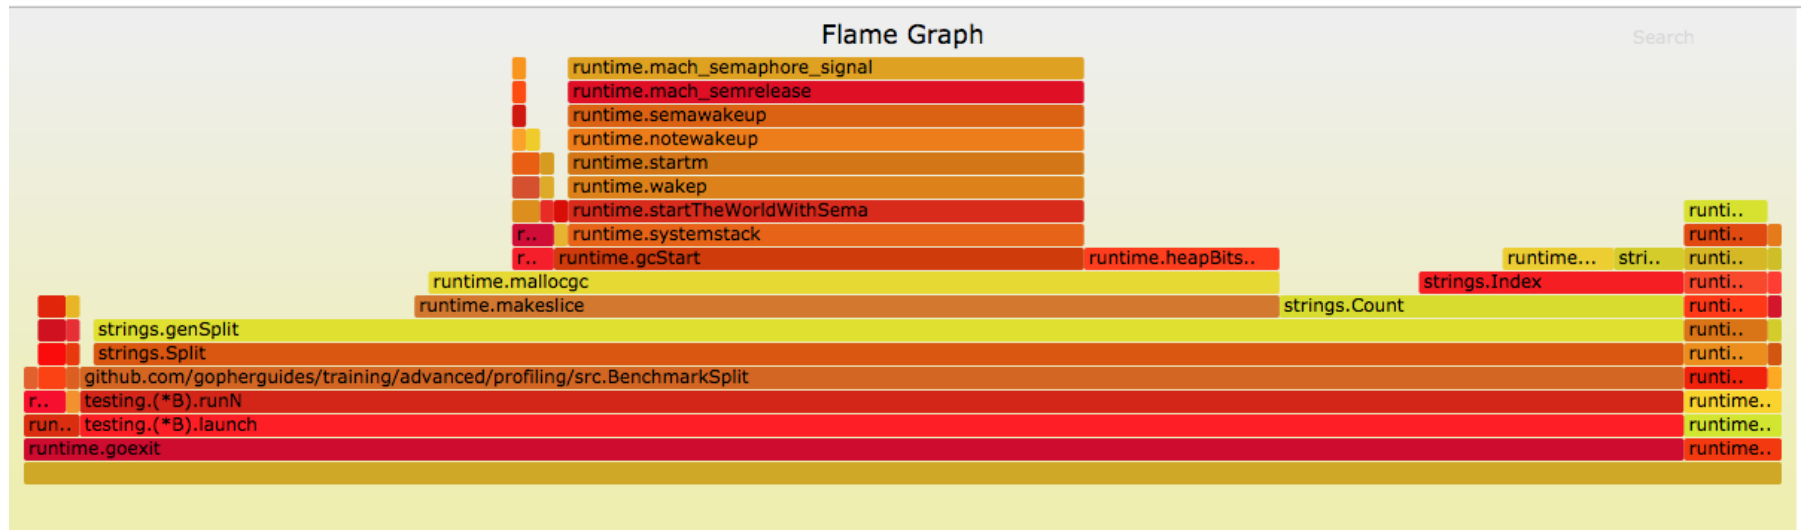 Flame Graph
Search
runtime.mach_semaphore_signal
runtime.mach_semrelease
runtime.semawakeup
runtime.notewakeup
runtime.startm
runtime.wakep
runtime.startTheWorldWithSema runti..
r.. runtime.systemstack runti..
r.. runtime.gcStart runtime.heapBits.. runtime... stri.. runti..
runtime.mallocgc strings.Index runti..
runtime.makeslice strings.Count runti..
strings.genSplit runti..
strings.Split runti..
github.com/gopherguides/training/advanced/profiling/src.BenchmarkSplit runti..
r.. testing.(*B).runN runtime..
run.. testing.(*B).launch runtime..
runtime.goexit runtime..